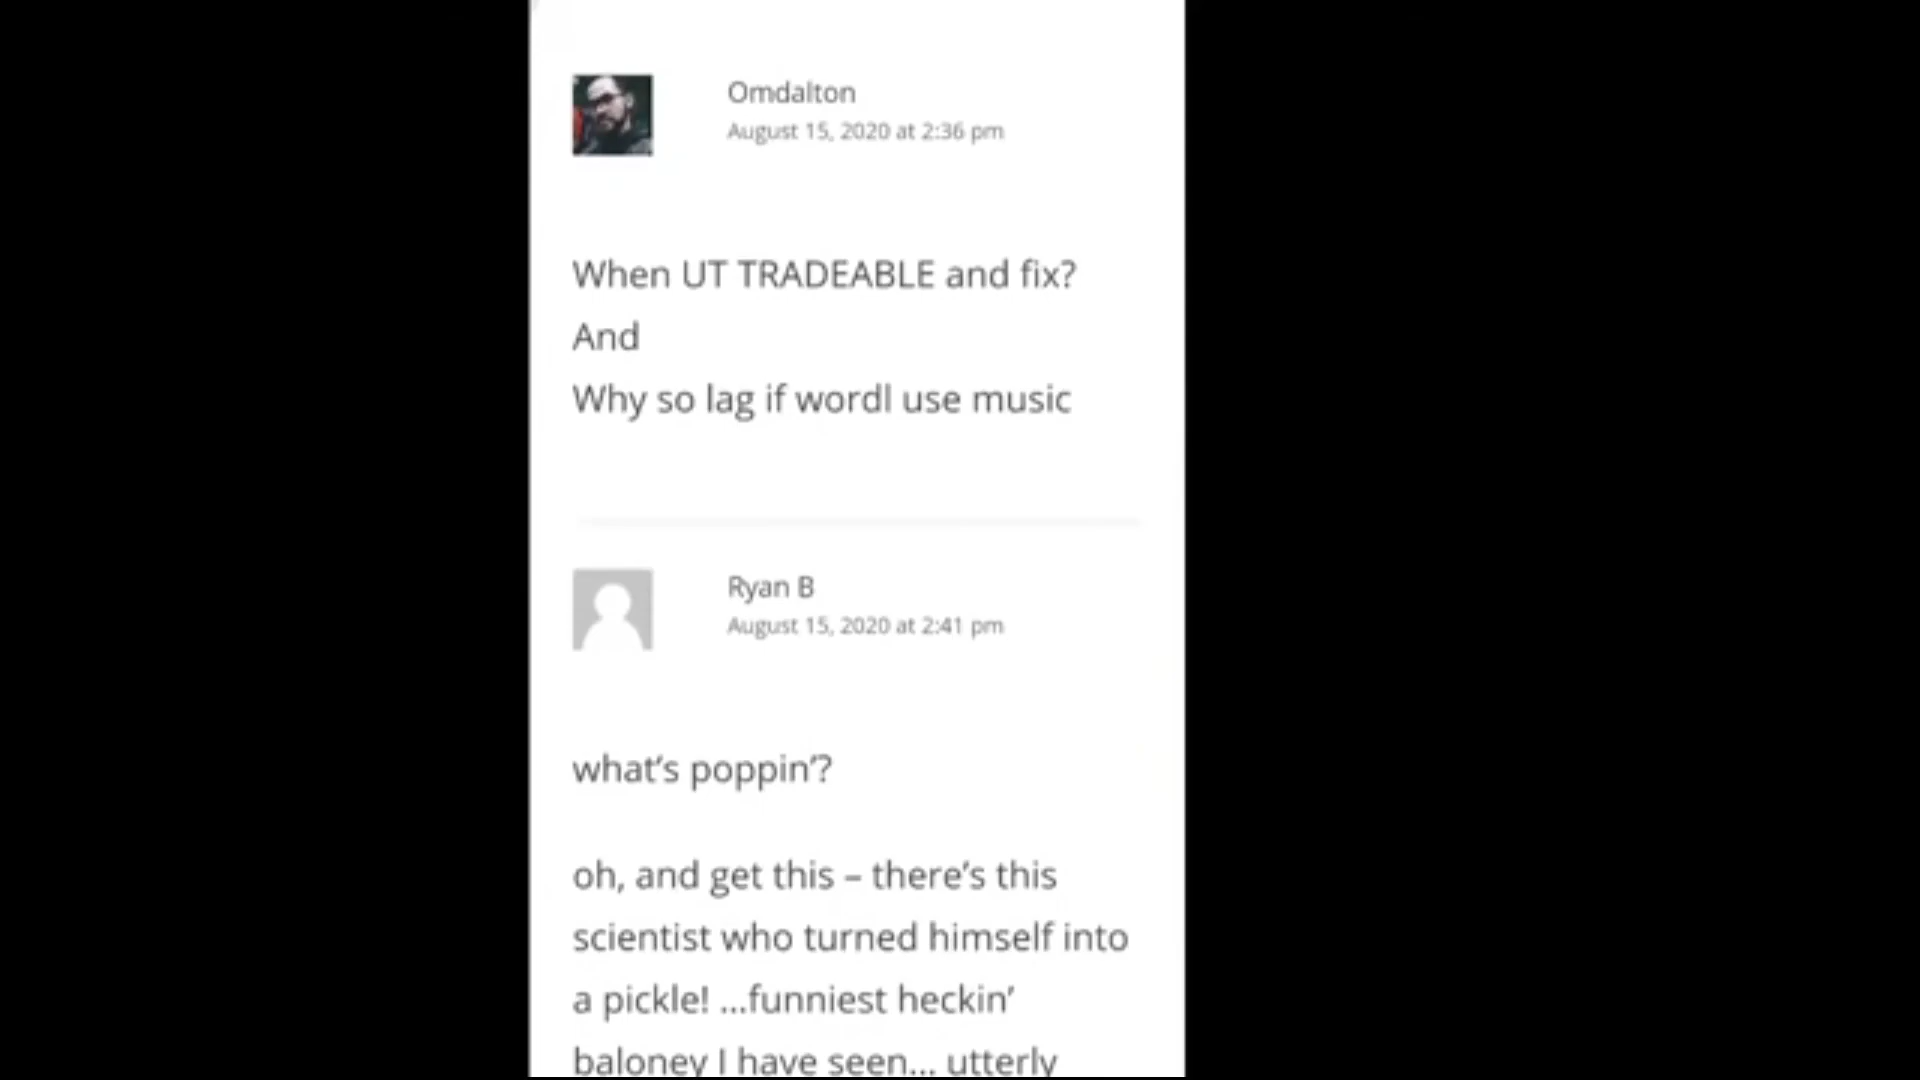 Omdalton
August 15, 2020 at 2:36 pm
When UT TRADEABLE and fix?
And
Why so lag if wordl use music
Ryan B
August 15, 2020 at 2:41 pm
what’s poppin’?
oh, and get this – there’s this
scientist who turned himself into
a pickle! ...funniest heckin’
baloney I have seen... utterly